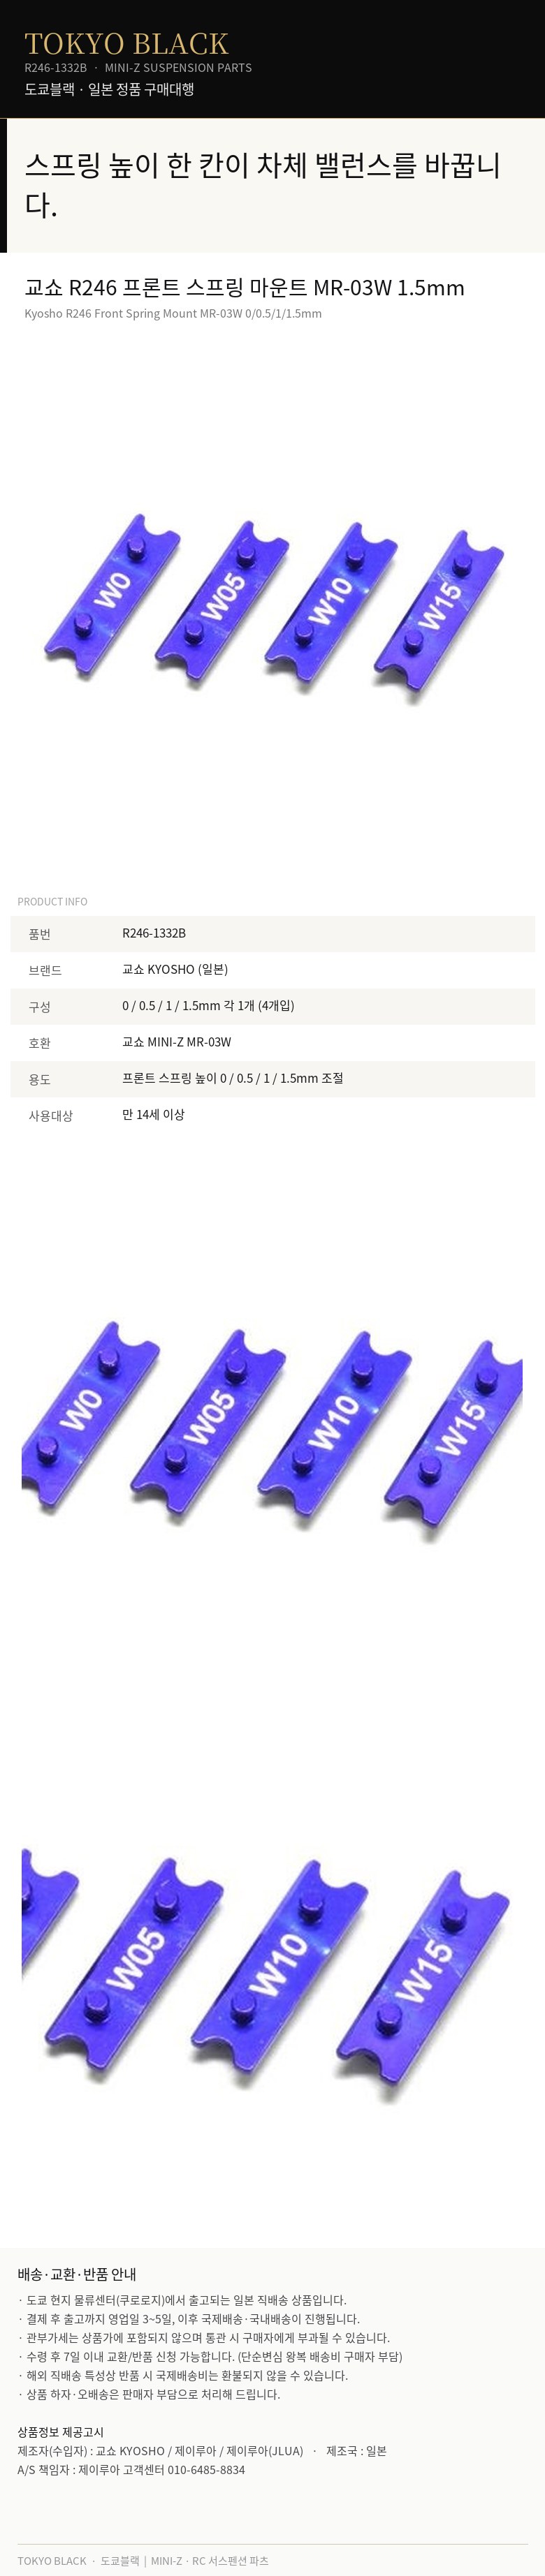 TOKYO BLACK
R246-1332B · MINI-Z SUSPENSION PARTS
도쿄블랙 · 일본 정품 구매대행
스프링 높이 한 칸이 차체 밸런스를 바꿉니
다.
교쇼 R246 프론트 스프링 마운트 MR-03W 1.5mm
Kyosho R246 Front Spring Mount MR-03W 0/0.5/1/1.5mm
W0 W05 W10 W15
PRODUCT INFO
품번 R246-1332B
브랜드 교쇼 KYOSHO (일본)
구성 0 / 0.5 / 1 / 1.5mm 각 1개 (4개입)
호환 교쇼 MINI-Z MR-03W
용도 프론트 스프링 높이 0 / 0.5 / 1 / 1.5mm 조절
사용대상 만 14세 이상
W0 W05 W10 W15
W05 W10 W15
배송·교환·반품 안내
· 도쿄 현지 물류센터(쿠로로지)에서 출고되는 일본 직배송 상품입니다.
· 결제 후 출고까지 영업일 3~5일, 이후 국제배송·국내배송이 진행됩니다.
· 관부가세는 상품가에 포함되지 않으며 통관 시 구매자에게 부과될 수 있습니다.
· 수령 후 7일 이내 교환/반품 신청 가능합니다. (단순변심 왕복 배송비 구매자 부담)
· 해외 직배송 특성상 반품 시 국제배송비는 환불되지 않을 수 있습니다.
· 상품 하자·오배송은 판매자 부담으로 처리해 드립니다.
상품정보 제공고시
제조자(수입자) : 교쇼 KYOSHO / 제이루아 / 제이루아(JLUA) · 제조국 : 일본
A/S 책임자 : 제이루아 고객센터 010-6485-8834
TOKYO BLACK · 도쿄블랙 | MINI-Z · RC 서스펜션 파츠